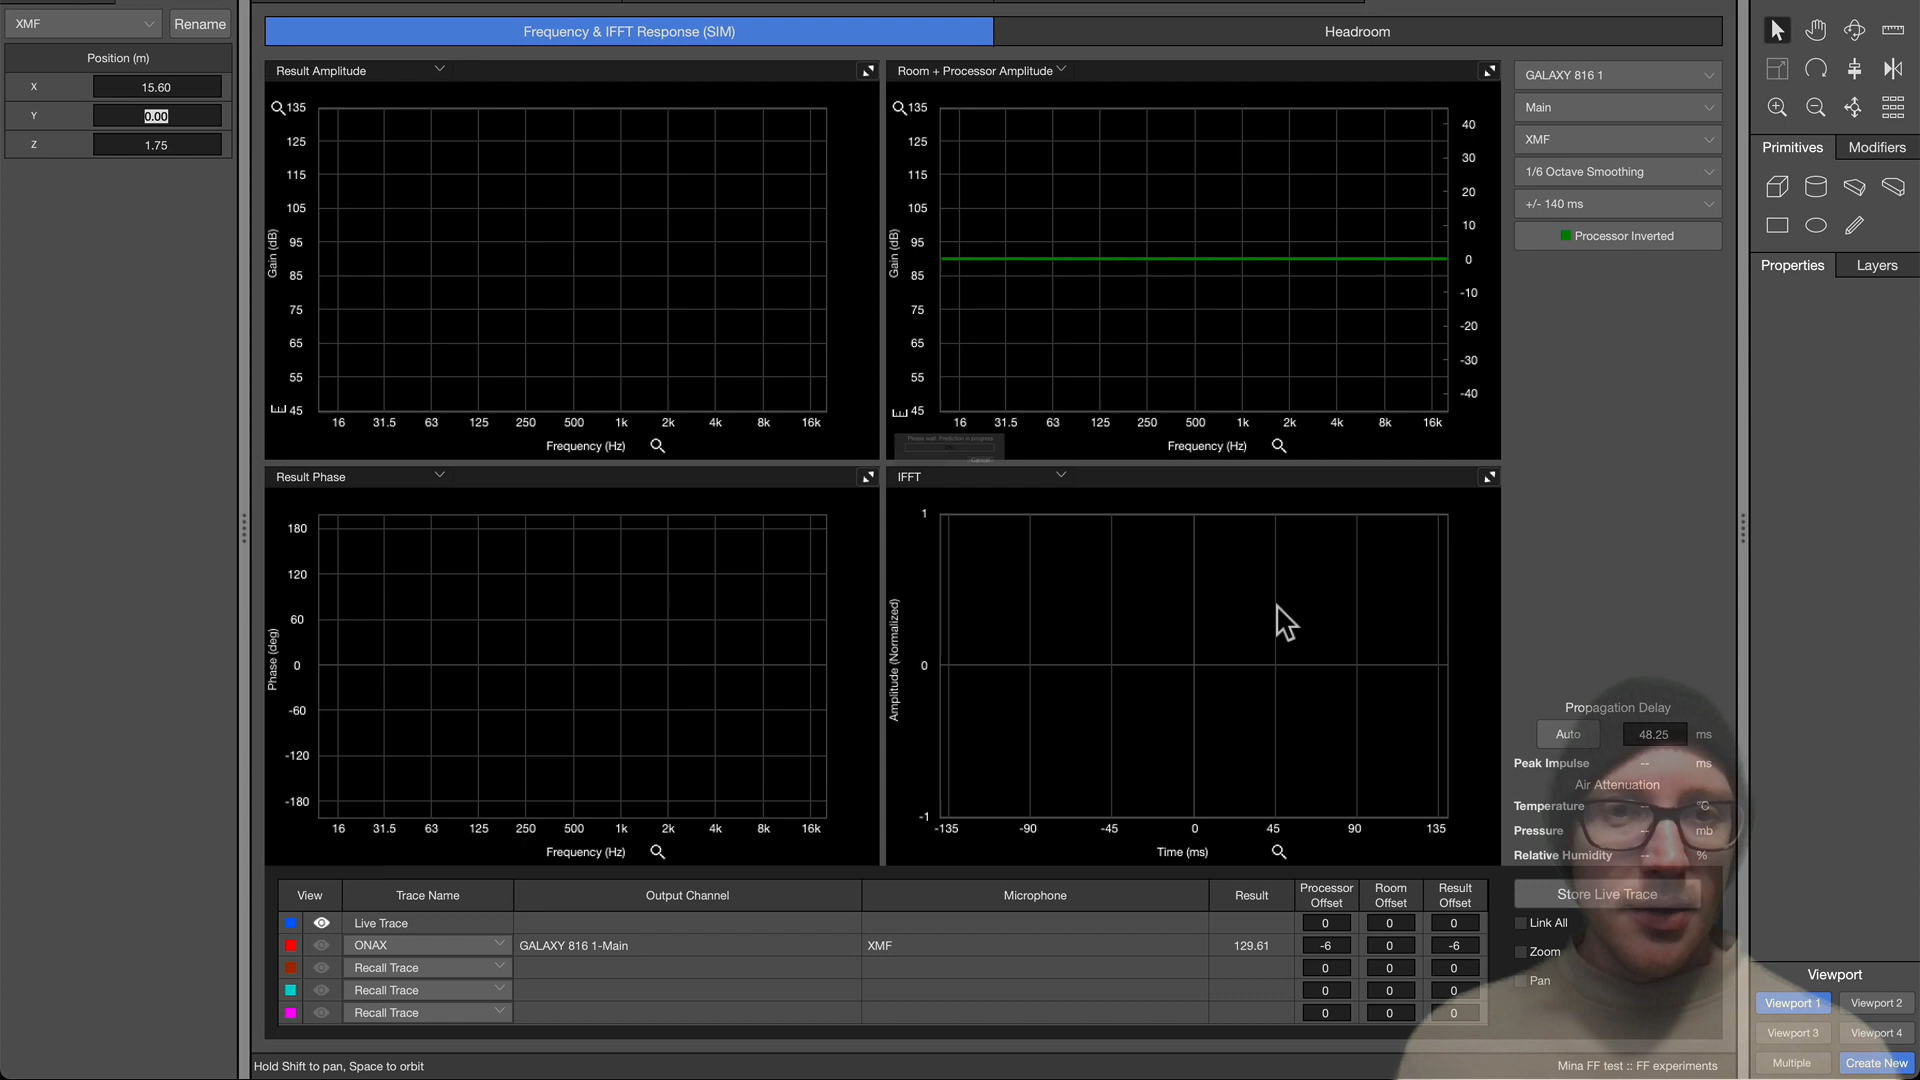 XMF
Rename
Position (m)
X 15.60
Y 0.00
Z 1.75
Frequency & IFFT Response (SIM)
Headroom
Result Amplitude
135
125
115
105
95
85
75
65
55
45
Gain (dB)
16 31.5 63 125 250 500 1k 2k 4k 8k 16k
Frequency (Hz)
Room + Processor Amplitude
135
125
115
105
95
85
75
65
55
45
Gain (dB)
40
30
20
10
0
-10
-20
-30
-40
16 31.5 63 125 250 500 1k 2k 4k 8k 16k
Frequency (Hz)
Please wait. Prediction in progress
Cancel
GALAXY 816 1
Main
XMF
1/6 Octave Smoothing
+/- 140 ms
Processor Inverted
Result Phase
180
120
60
0
-60
-120
-180
Phase (deg)
16 31.5 63 125 250 500 1k 2k 4k 8k 16k
Frequency (Hz)
IFFT
1
0
-1
Amplitude (Normalized)
-135 -90 -45 0 45 90 135
Time (ms)
Propagation Delay
Auto 48.25 ms
Peak Impulse -- ms
Air Attenuation
Temperature -- °C
Pressure -- mb
Relative Humidity -- %
Store Live Trace
Link All
Zoom
Pan
View Trace Name Output Channel Microphone Result Processor Offset Room Offset Result Offset
Live Trace 0 0 0
ONAX GALAXY 816 1-Main XMF 129.61 -6 0 -6
Recall Trace 0 0 0
Recall Trace 0 0 0
Recall Trace 0 0 0
Hold Shift to pan, Space to orbit
Mina FF test :: FF experiments
Primitives Modifiers
Properties Layers
Viewport
Viewport 1 Viewport 2
Viewport 3 Viewport 4
Multiple Create New